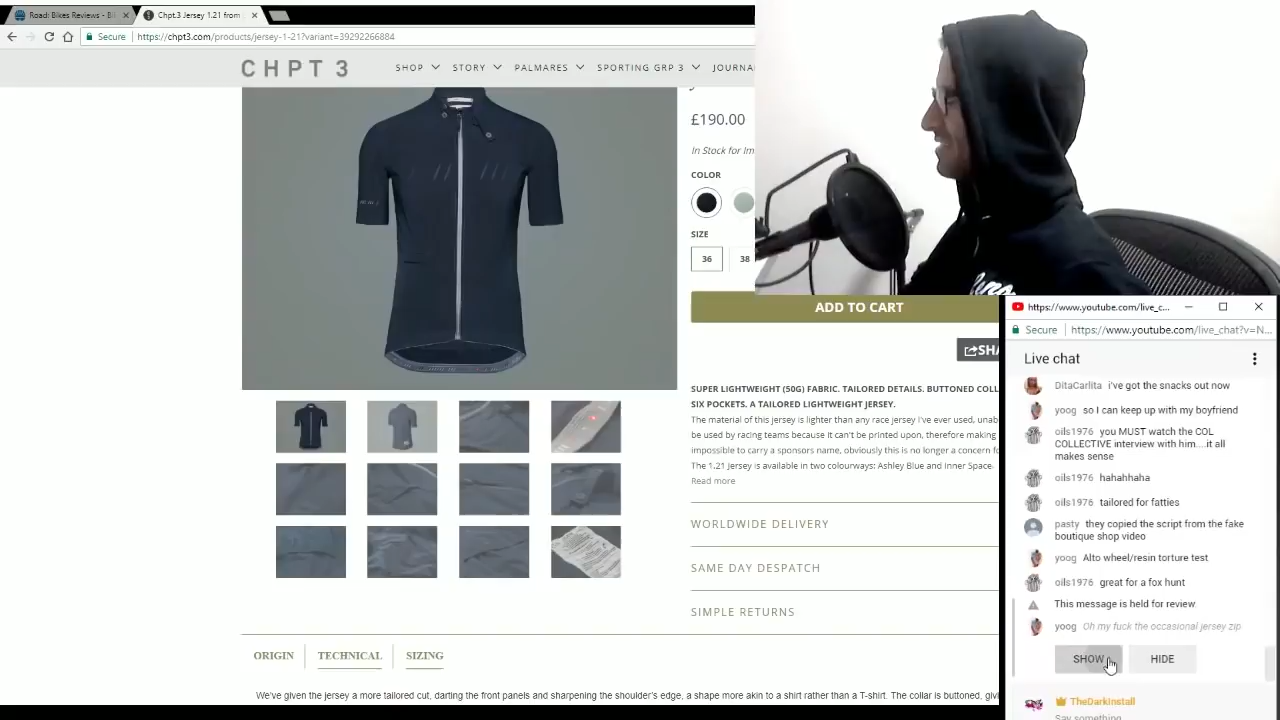 Road: Bikes Reviews - Bi
Chpt.3 Jersey 1.21 from
Secure
https://chpt3.com/products/jersey-1-21?variant=39292266884
CHPT 3
SHOP
STORY
PALMARES
SPORTING GRP 3
JOURNA
£190.00
In Stock for Im
COLOR
SIZE
36
38
ADD TO CART
SHA
SUPER LIGHTWEIGHT (50G) FABRIC. TAILORED DETAILS. BUTTONED COLL
SIX POCKETS. A TAILORED LIGHTWEIGHT JERSEY.
The material of this jersey is lighter than any race jersey I've ever used, unab
be used by racing teams because it can't be printed upon, therefore making
impossible to carry a sponsors name, obviously this is no longer a concern fo
The 1.21 Jersey is available in two colourways: Ashley Blue and Inner Space.
Read more
WORLDWIDE DELIVERY
SAME DAY DESPATCH
SIMPLE RETURNS
ORIGIN
TECHNICAL
SIZING
We've given the jersey a more tailored cut, darting the front panels and sharpening the shoulder's edge, a shape more akin to a shirt rather than a T-shirt. The collar is buttoned, givi
https://www.youtube.com/live_c...
Secure
https://www.youtube.com/live_chat?v=N...
Live chat
DitaCarlita i've got the snacks out now
yoog so I can keep up with my boyfriend
oils1976 you MUST watch the COL
COLLECTIVE interview with him....it all
makes sense
oils1976 hahahhaha
oils1976 tailored for fatties
pasty they copied the script from the fake
boutique shop video
yoog Alto wheel/resin torture test
oils1976 great for a fox hunt
This message is held for review.
yoog Oh my fuck the occasional jersey zip
SHOW
HIDE
TheDarkInstall
Say something